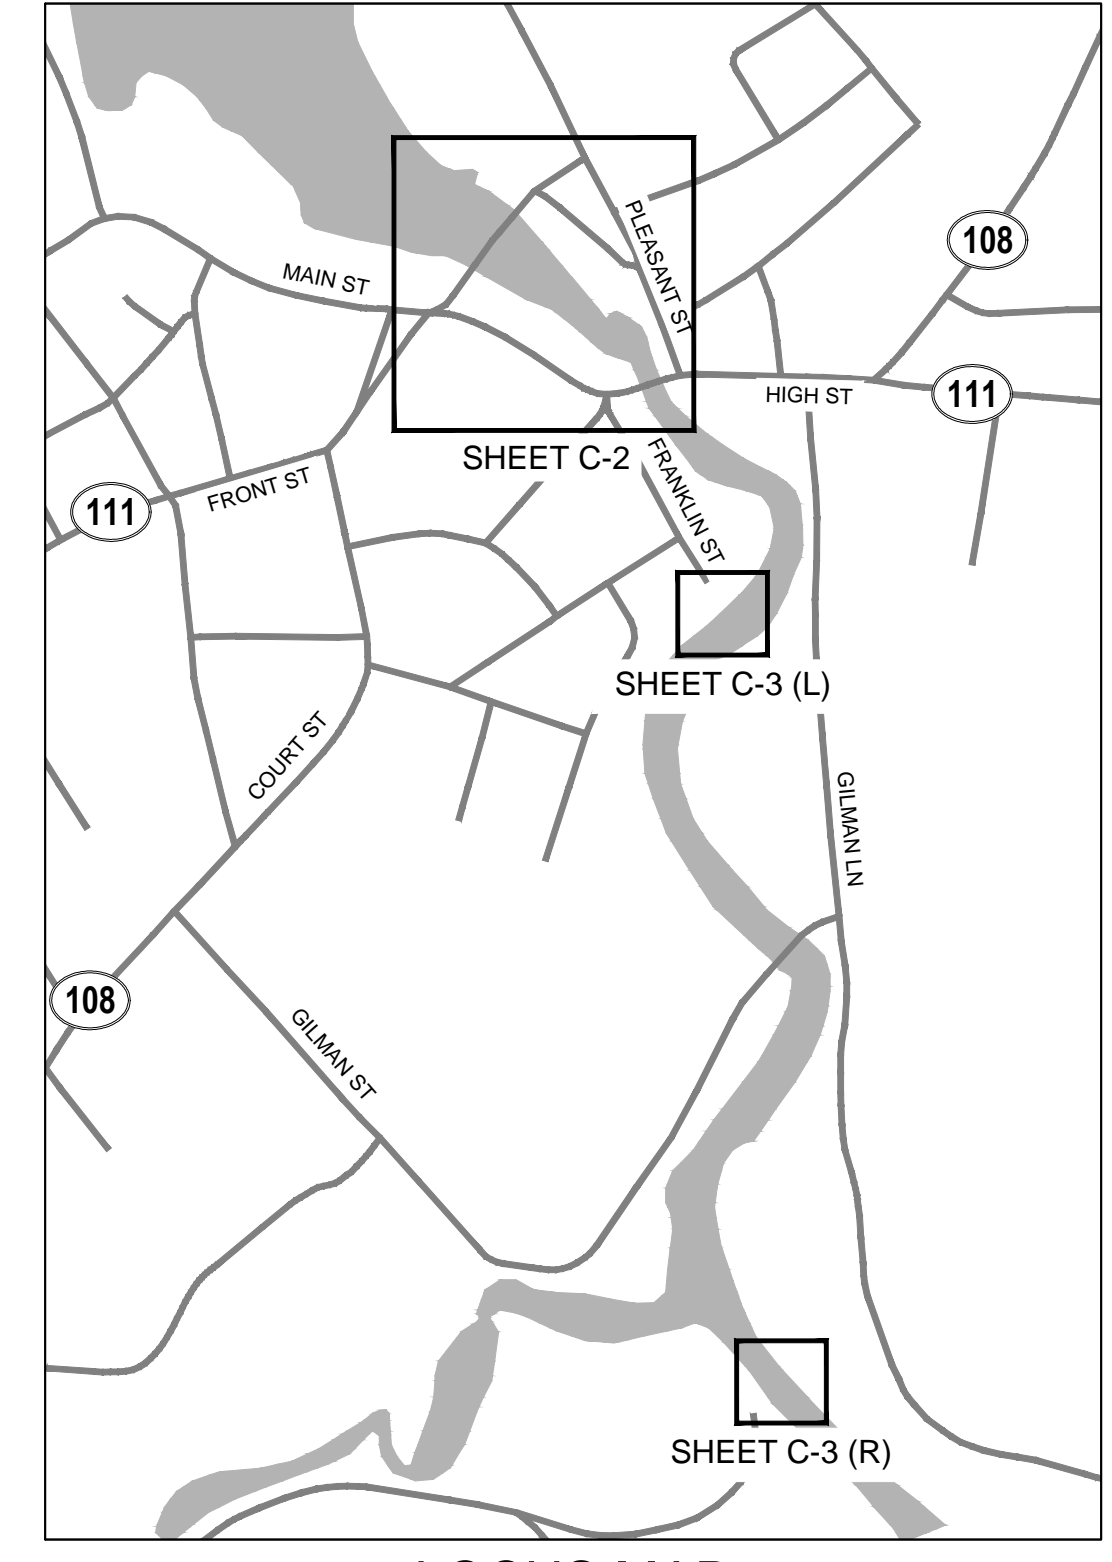 108
PLEASANT ST
MAIN ST
111
HIGH ST
SHEET C-2
FRANKLIN ST
FRONT ST
111
SHEET C-3 (L)
COURT ST
GILMAN LN
108
GILMAN ST
SHEET C-3 (R)